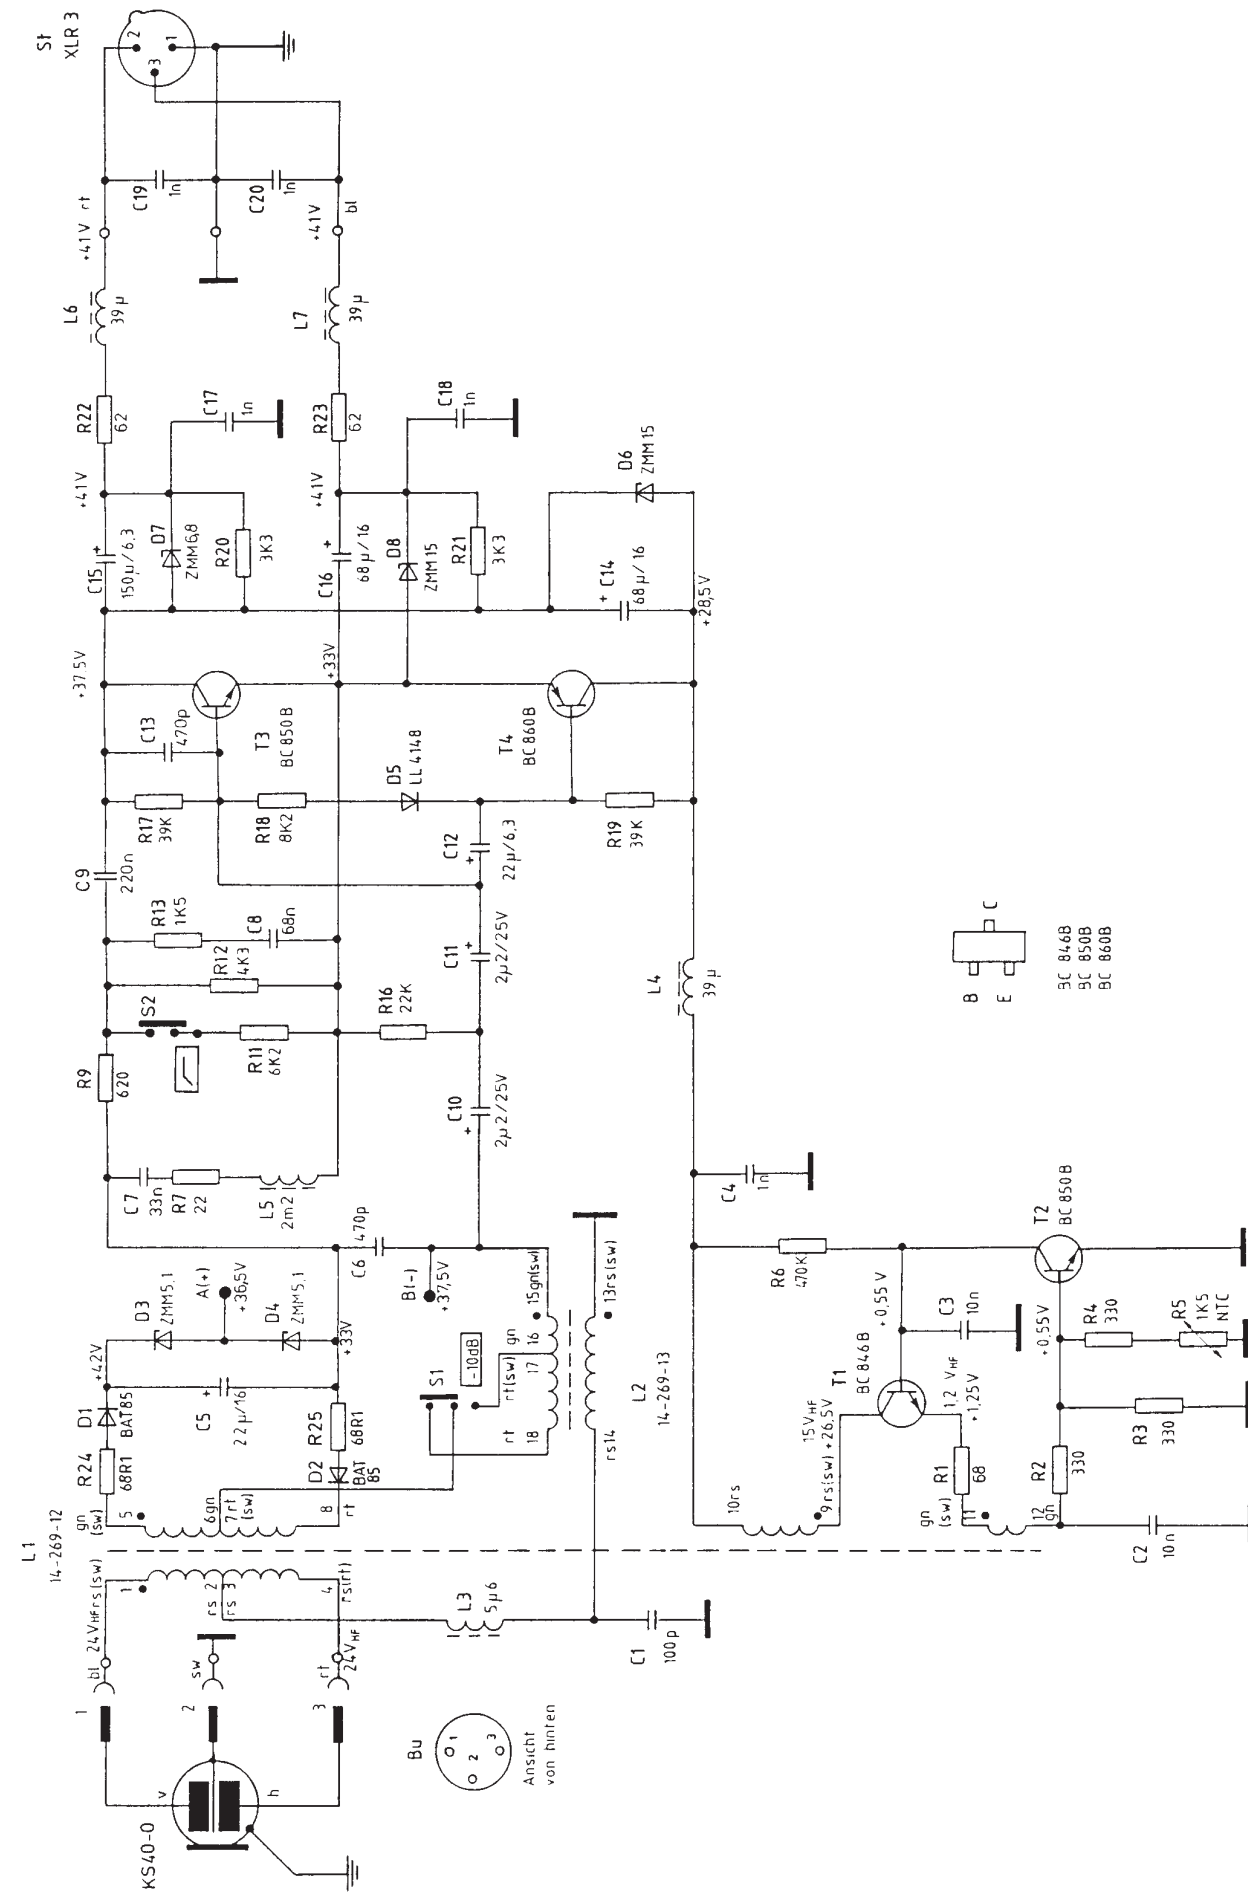 St
XLR 3
2
1
3
C19
1n
C20
1n
+41V rt
+41V
bl
L6
39µ
L7
39µ
R22
62
C17
1n
R23
62
C18
1n
+41V
+41V
D6
ZMM 15
C15
150µ/6,3
+
D7
ZMM6,8
R20
3K3
C16
68µ/16
+
D8
ZMM15
R21
3K3
C14
68µ/16
+
+28,5V
+37,5V
+33V
C13
470p
T3
BC 850 B
T4
BC860B
R17
39K
R18
8K2
D5
LL 4148
R19
39K
C9
220n
C12
22µ/6,3
+
R13
1K5
C8
68n
R12
4K3
C11
2µ2/25V
+
L4
39µ
S2
R11
6K2
R16
22K
R9
620
C10
2µ2/25V
+
B
C
E
BC 846B
BC 850B
BC 860B
C7
33n
R7
22
L5
2m2
C4
1n
C6
470p
D3
ZMM5,1
A(+)
+36,5V
D4
ZMM5,1
+42V
+33V
B(-)
+37,5V
15gn(sw)
16
gn
17
rt(sw)
18
rt
13rs(sw)
rs14
S1
-10dB
L2
14-269-13
R6
470K
T2
BC 850B
+0,55V
C3
10n
+0,55V
R4
330
R5
1K5
NTC
D1
BAT85
C5
22µ/16
+
R24
68R1
R25
68R1
D2
BAT
85
T1
BC 846B
15VHF
+26,5V
1,2 VHF
+1,25V
R3
330
R1
68
R2
330
gn
(sw)
5
6gn
7rt
(sw)
8
rt
10rs
9rs(sw)
gn
(sw)
11
12
gn
C2
10n
L1
14-269-12
1
rs 2
rs 3
4
24VHF
rs(sw)
rs(rt)
24VHF
bl
sw
rt
L3
5µ6
C1
100p
1
2
3
Bu
1
2
3
Ansicht
von hinten
KS40-0
v
h